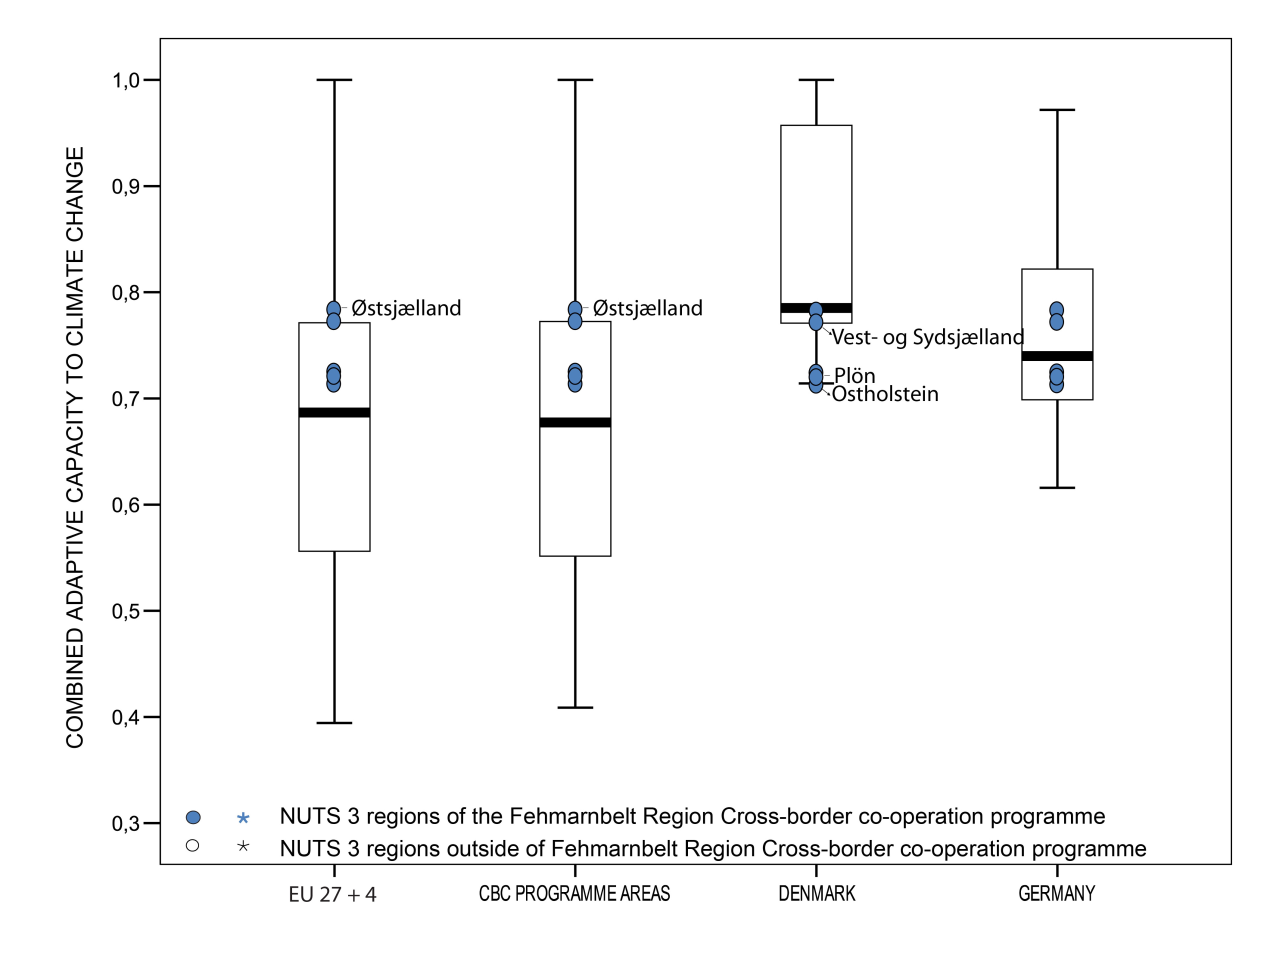 COMBINED ADAPTIVE CAPACITY TO CLIMATE CHANGE
1,0
0,9
0,8
0,7
0,6
0,5
0,4
0,3
Østsjælland
Østsjælland
Vest- og Sydsjælland
Plön
Ostholstein
NUTS 3 regions of the Fehmarnbelt Region Cross-border co-operation programme
NUTS 3 regions outside of Fehmarnbelt Region Cross-border co-operation programme
EU 27 + 4
CBC PROGRAMME AREAS
DENMARK
GERMANY